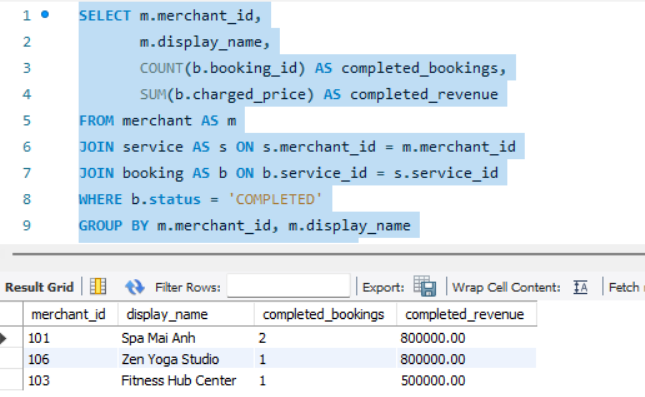 1 SELECT m.merchant_id,
2 m.display_name,
3 COUNT(b.booking_id) AS completed_bookings,
4 SUM(b.charged_price) AS completed_revenue
5 FROM merchant AS m
6 JOIN service AS s ON s.merchant_id = m.merchant_id
7 JOIN booking AS b ON b.service_id = s.service_id
8 WHERE b.status = 'COMPLETED'
9 GROUP BY m.merchant_id, m.display_name
Result Grid Filter Rows: Export: Wrap Cell Content: IA Fetch
merchant_id display_name completed_bookings completed_revenue
101 Spa Mai Anh 2 800000.00
106 Zen Yoga Studio 1 800000.00
103 Fitness Hub Center 1 500000.00